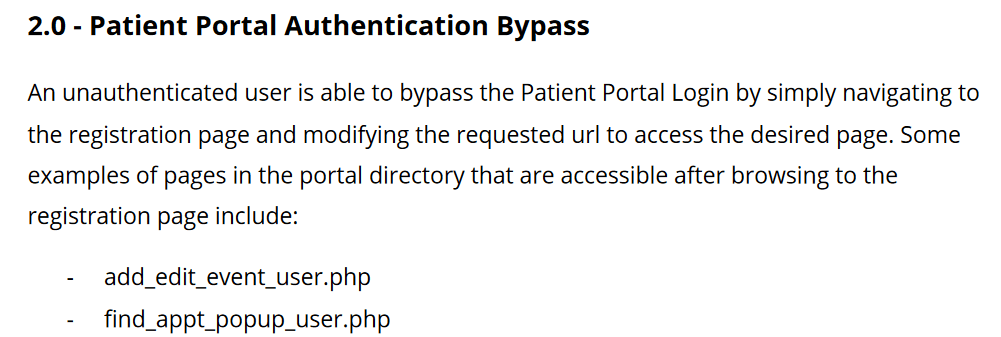 2.0 - Patient Portal Authentication Bypass
An unauthenticated user is able to bypass the Patient Portal Login by simply navigating to
the registration page and modifying the requested url to access the desired page. Some
examples of pages in the portal directory that are accessible after browsing to the
registration page include:
- add_edit_event_user.php
- find_appt_popup_user.php